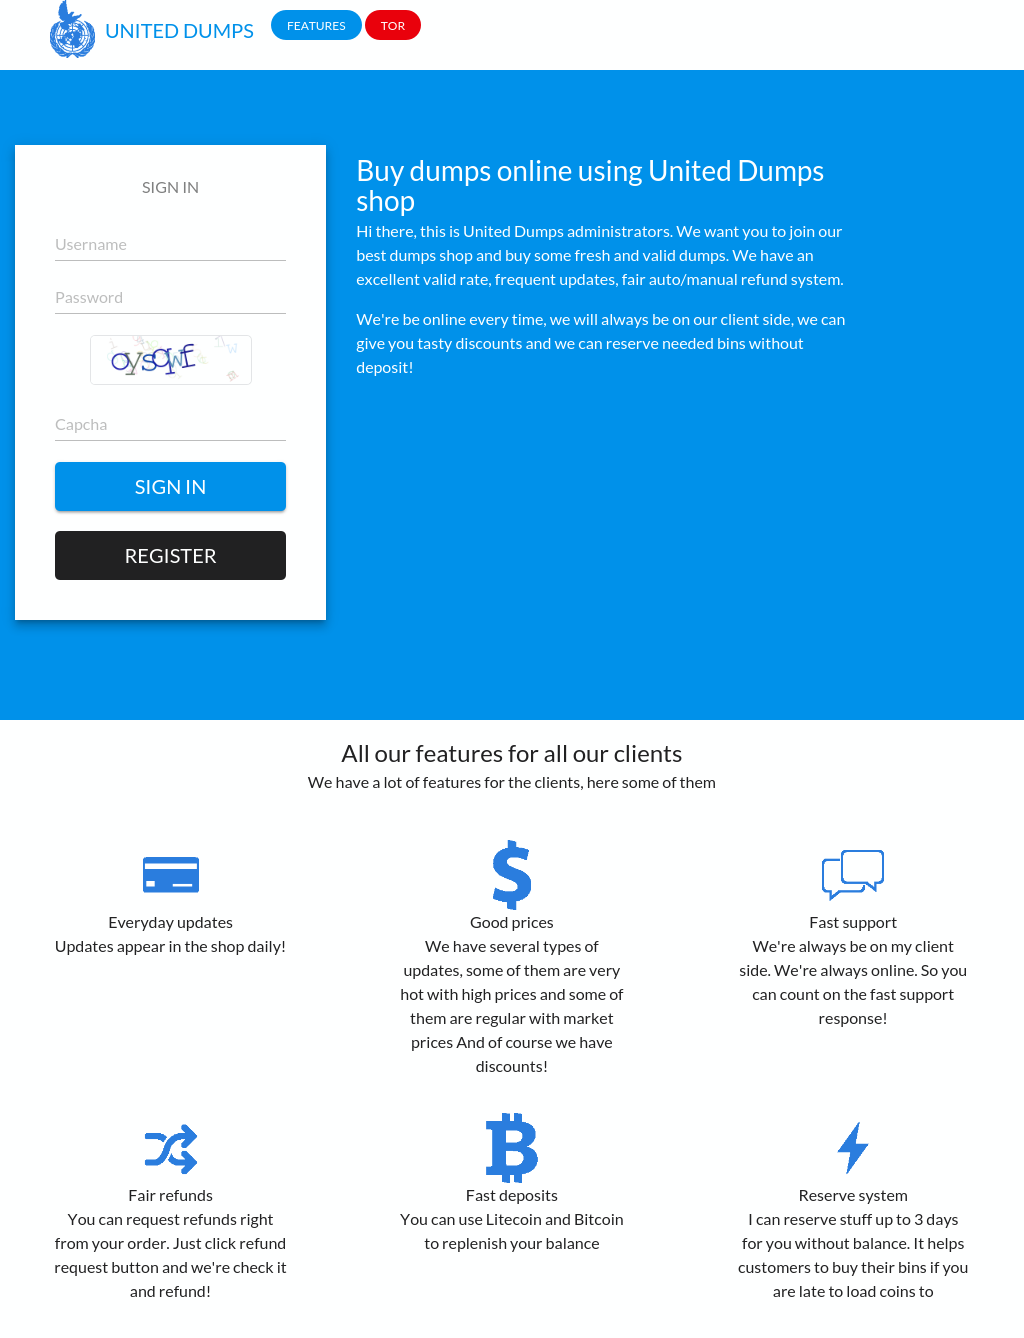 UNITED DUMPS
FEATURES
TOR
SIGN IN
Username
Password
oysqwf
Capcha
SIGN IN
REGISTER
Buy dumps online using United Dumps
shop
Hi there, this is United Dumps administrators. We want you to join our
best dumps shop and buy some fresh and valid dumps. We have an
excellent valid rate, frequent updates, fair auto/manual refund system.
We're be online every time, we will always be on our client side, we can
give you tasty discounts and we can reserve needed bins without
deposit!
All our features for all our clients
We have a lot of features for the clients, here some of them
Everyday updates
Updates appear in the shop daily!
Good prices
We have several types of
updates, some of them are very
hot with high prices and some of
them are regular with market
prices And of course we have
discounts!
Fast support
We're always be on my client
side. We're always online. So you
can count on the fast support
response!
Fair refunds
You can request refunds right
from your order. Just click refund
request button and we're check it
and refund!
Fast deposits
You can use Litecoin and Bitcoin
to replenish your balance
Reserve system
I can reserve stuff up to 3 days
for you without balance. It helps
customers to buy their bins if you
are late to load coins to